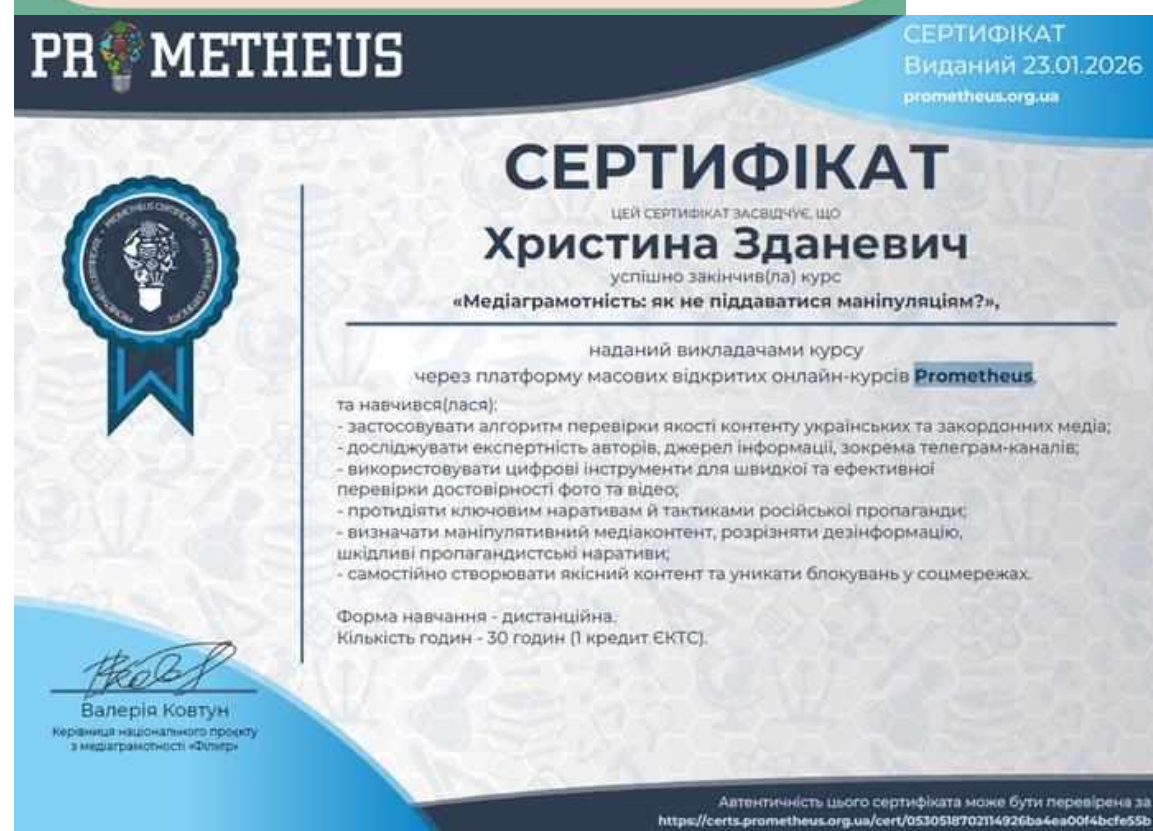 PROMETHEUS
СЕРТИФІКАТ
Виданий 23.01.2026
prometheus.org.ua
СЕРТИФІКАТ
ЦЕЙ СЕРТИФІКАТ ЗАСВІДЧУЄ, ЩО
Христина Зданевич
успішно закінчив(ла) курс
«Медіаграмотність: як не піддаватися маніпуляціям?»,
наданий викладачами курсу
через платформу масових відкритих онлайн-курсів Prometheus,
та навчився(лася):
- застосовувати алгоритм перевірки якості контенту українських та закордонних медіа;
- досліджувати експертність авторів, джерел інформації, зокрема телеграм-каналів;
- використовувати цифрові інструменти для швидкої та ефективної
перевірки достовірності фото та відео;
- протидіяти ключовим наративам й тактиками російської пропаганди;
- визначати маніпулятивний медіаконтент, розрізняти дезінформацію,
шкідливі пропагандистські наративи;
- самостійно створювати якісний контент та уникати блокувань у соцмережах.
Форма навчання - дистанційна.
Кількість годин - 30 годин (1 кредит ЄКТС).
Валерія Ковтун
Керівниця національного проєкту
з медіаграмотності «Фільтр»
PROMETHEUS CERTIFICATE • PROMETHEUS CERTIFICATE • PROMETHEUS CERTIFICATE
Автентичність цього сертифіката може бути перевірена за
https://certs.prometheus.org.ua/cert/0530518702114926ba4ea00f4bcfe55b